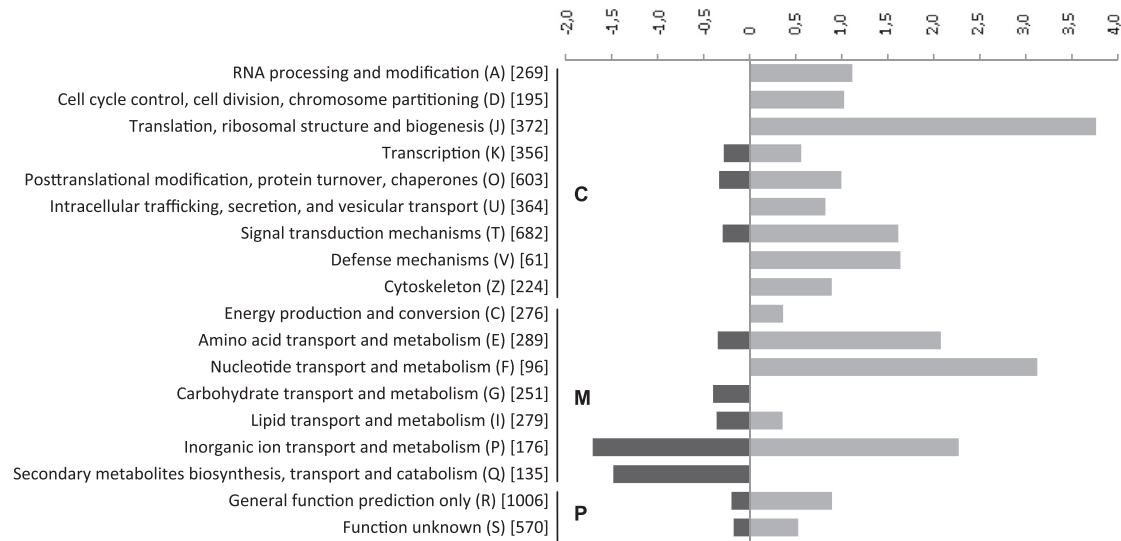 -2,0 -1,5 -1,0 -0,5 0 0,5 1,0 1,5 2,0 2,5 3,0 3,5 4,0
RNA processing and modification (A) [269]
Cell cycle control, cell division, chromosome partitioning (D) [195]
Translation, ribosomal structure and biogenesis (J) [372]
Transcription (K) [356]
Posttranslational modification, protein turnover, chaperones (O) [603]
C
Intracellular trafficking, secretion, and vesicular transport (U) [364]
Signal transduction mechanisms (T) [682]
Defense mechanisms (V) [61]
Cytoskeleton (Z) [224]
Energy production and conversion (C) [276]
Amino acid transport and metabolism (E) [289]
Nucleotide transport and metabolism (F) [96]
Carbohydrate transport and metabolism (G) [251]
M
Lipid transport and metabolism (I) [279]
Inorganic ion transport and metabolism (P) [176]
Secondary metabolites biosynthesis, transport and catabolism (Q) [135]
General function prediction only (R) [1006]
P
Function unknown (S) [570]